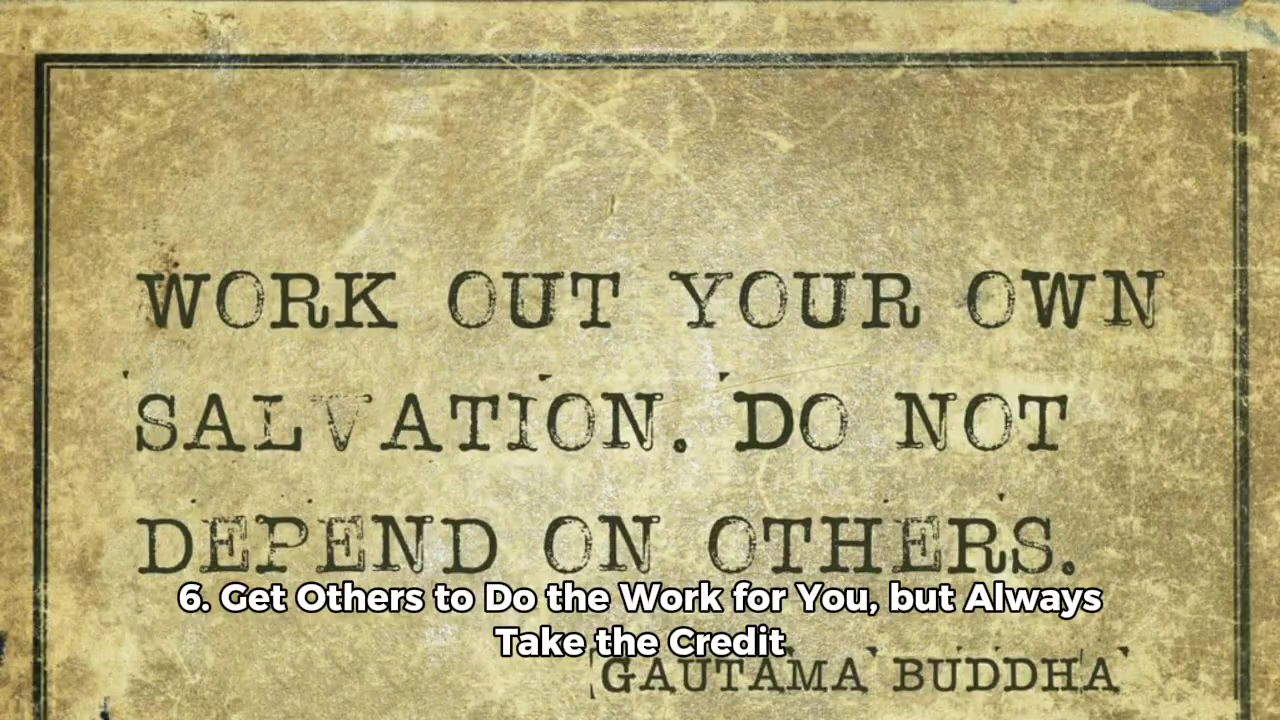 WORK OUT YOUR OWN
SALVATION. DO NOT
DEPEND ON OTHERS.
6. Get Others to Do the Work for You, but Always
Take the Credit
GAUTAMA BUDDHA